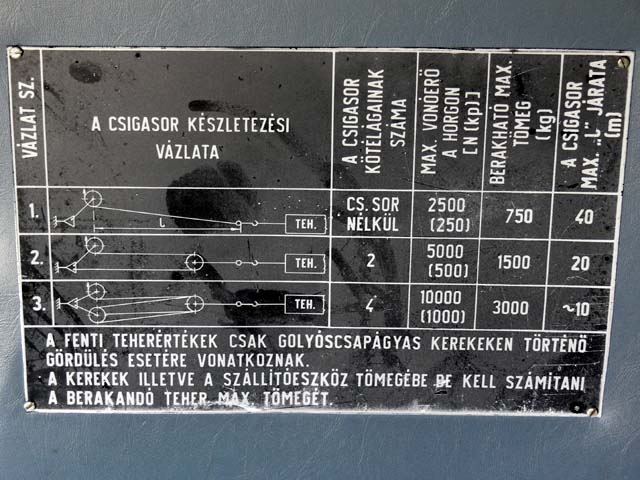 VÁZLAT SZ.
A CSIGASOR KÉSZLETEZÉSI
VÁZLATA
A CSIGASOR
KÖTÉLÁGAINAK
SZÁMA
MAX. VONÓERŐ
A HORGON
[N (kp)]
BERAKHATÓ MAX.
TÖMEG
(kg)
A CSIGASOR
MAX. „L” JÁRATA
(m)
1.
L
TEH.
CS. SOR
NÉLKÜL
2500
(250)
750
40
2.
TEH.
2
5000
(500)
1500
20
3.
TEH.
4
10000
(1000)
3000
~10
A FENTI TEHERÉRTÉKEK CSAK GOLYÓSCSAPÁGYAS KEREKEKEN TÖRTÉNŐ
GÖRDÜLÉS ESETÉRE VONATKOZNAK.
A KEREKEK ILLETVE A SZÁLLÍTÓESZKÖZ TÖMEGÉBE BE KELL SZÁMÍTANI
A BERAKANDÓ TEHER MAX. TÖMEGÉT.